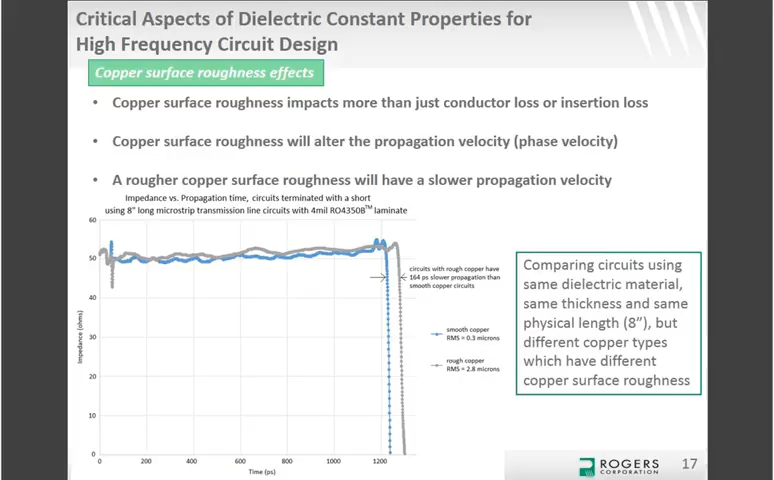 Critical Aspects of Dielectric Constant Properties for
High Frequency Circuit Design
Copper surface roughness effects
• Copper surface roughness impacts more than just conductor loss or insertion loss
• Copper surface roughness will alter the propagation velocity (phase velocity)
• A rougher copper surface roughness will have a slower propagation velocity
Impedance vs. Propagation time, circuits terminated with a short
using 8" long microstrip transmission line circuits with 4mil RO4350B™ laminate
60
50
40
30
20
10
0
Impedance (ohms)
0 200 400 600 800 1000 1200
Time (ps)
circuits with rough copper have
164 ps slower propagation than
smooth copper circuits
smooth copper
RMS = 0.3 microns
rough copper
RMS = 2.8 microns
Comparing circuits using
same dielectric material,
same thickness and same
physical length (8”), but
different copper types
which have different
copper surface roughness
ROGERS
CORPORATION
17